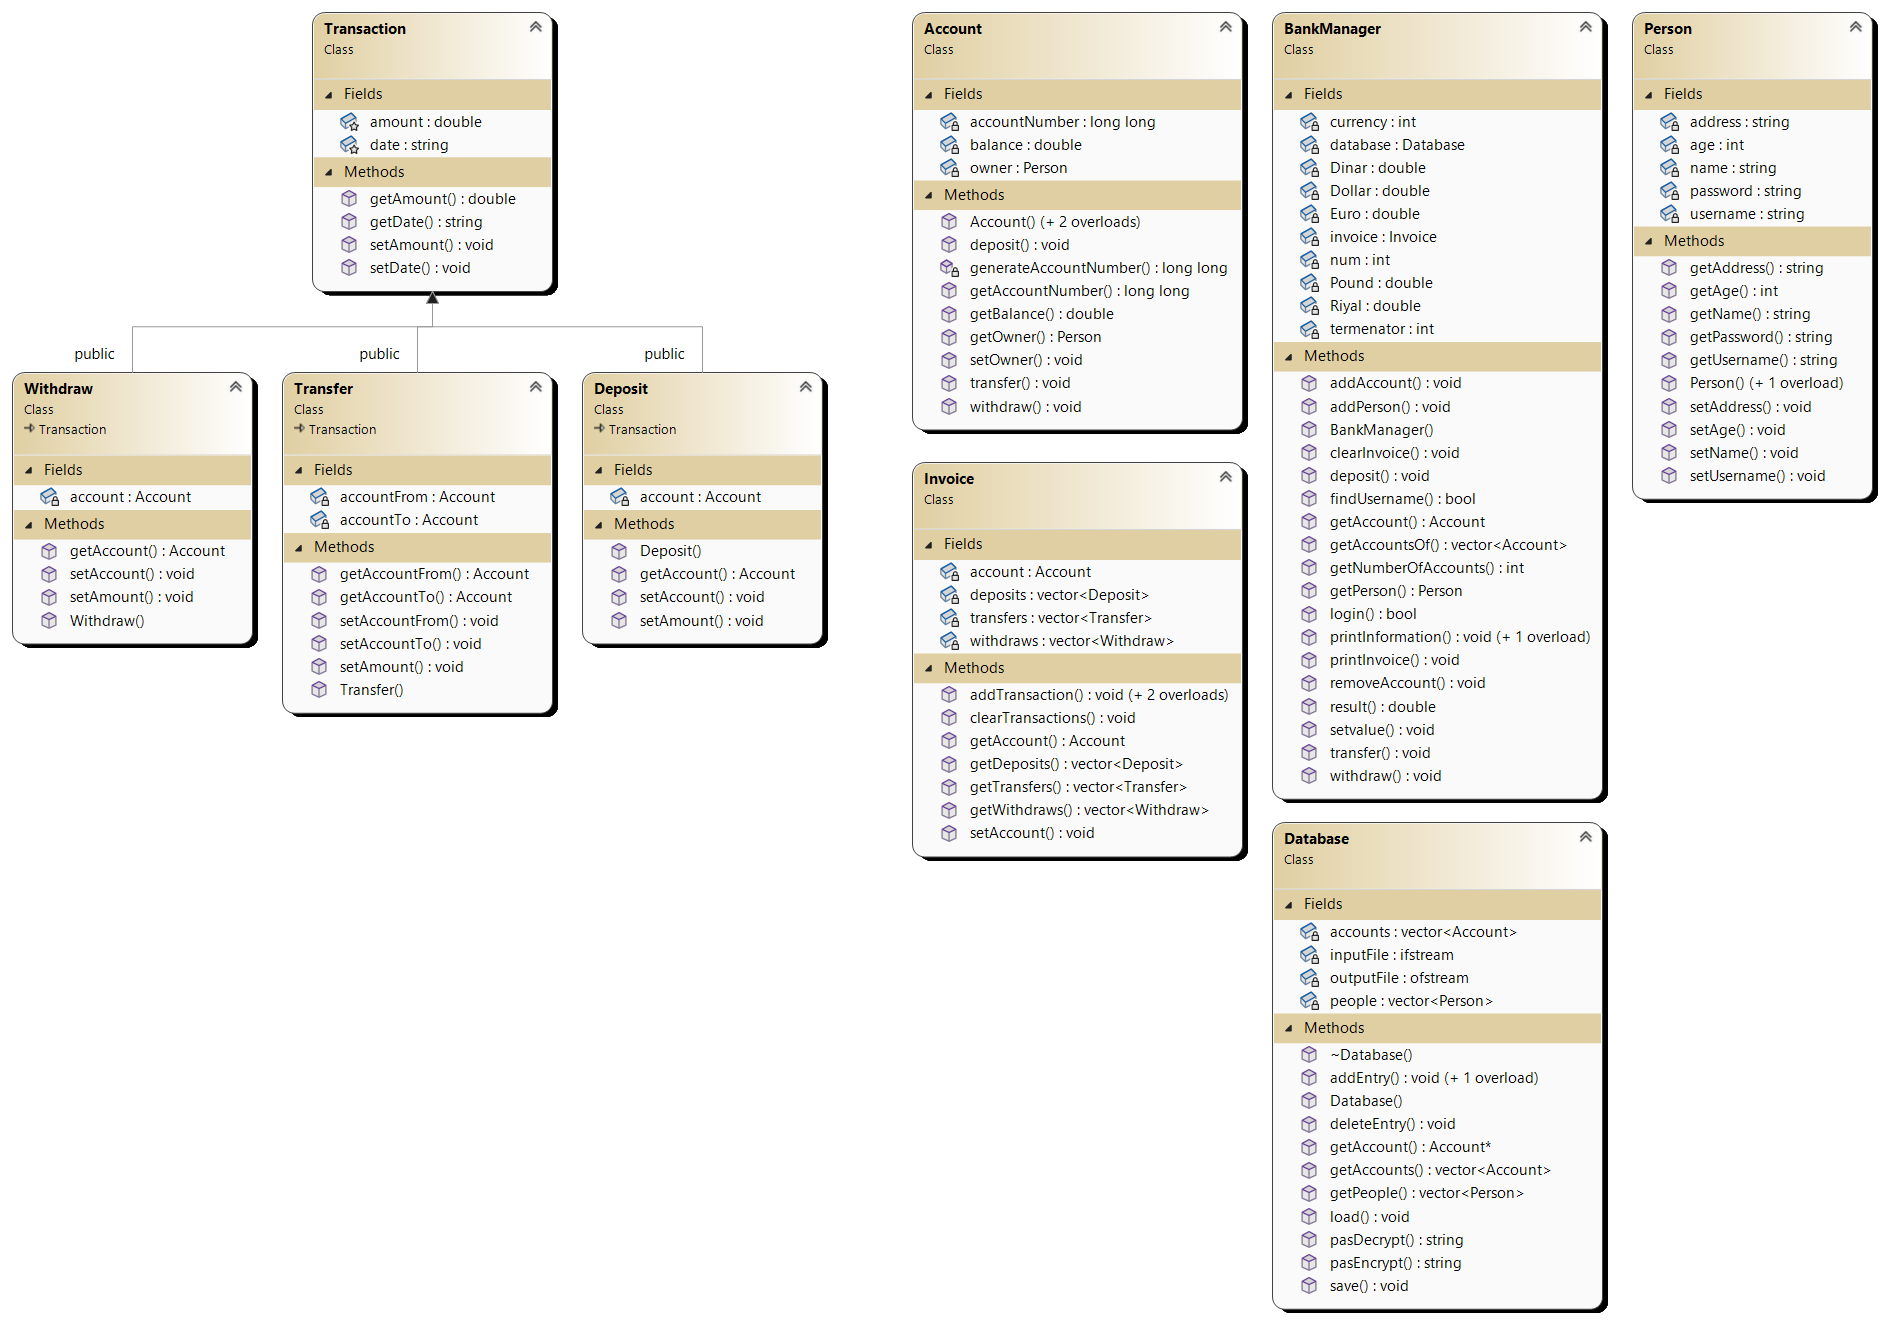 Transaction
Class
Fields
amount : double
date : string
Methods
getAmount() : double
getDate() : string
setAmount() : void
setDate() : void
public
public
public
Withdraw
Class
Transaction
Fields
account : Account
Methods
getAccount() : Account
setAccount() : void
setAmount() : void
Withdraw()
Transfer
Class
Transaction
Fields
accountFrom : Account
accountTo : Account
Methods
getAccountFrom() : Account
getAccountTo() : Account
setAccountFrom() : void
setAccountTo() : void
setAmount() : void
Transfer()
Deposit
Class
Transaction
Fields
account : Account
Methods
Deposit()
getAccount() : Account
setAccount() : void
setAmount() : void
Account
Class
Fields
accountNumber : long long
balance : double
owner : Person
Methods
Account() (+ 2 overloads)
deposit() : void
generateAccountNumber() : long long
getAccountNumber() : long long
getBalance() : double
getOwner() : Person
setOwner() : void
transfer() : void
withdraw() : void
Invoice
Class
Fields
account : Account
deposits : vector<Deposit>
transfers : vector<Transfer>
withdraws : vector<Withdraw>
Methods
addTransaction() : void (+ 2 overloads)
clearTransactions() : void
getAccount() : Account
getDeposits() : vector<Deposit>
getTransfers() : vector<Transfer>
getWithdraws() : vector<Withdraw>
setAccount() : void
BankManager
Class
Fields
currency : int
database : Database
Dinar : double
Dollar : double
Euro : double
invoice : Invoice
num : int
Pound : double
Riyal : double
termenator : int
Methods
addAccount() : void
addPerson() : void
BankManager()
clearInvoice() : void
deposit() : void
findUsername() : bool
getAccount() : Account
getAccountsOf() : vector<Account>
getNumberOfAccounts() : int
getPerson() : Person
login() : bool
printInformation() : void (+ 1 overload)
printInvoice() : void
removeAccount() : void
result() : double
setvalue() : void
transfer() : void
withdraw() : void
Database
Class
Fields
accounts : vector<Account>
inputFile : ifstream
outputFile : ofstream
people : vector<Person>
Methods
~Database()
addEntry() : void (+ 1 overload)
Database()
deleteEntry() : void
getAccount() : Account*
getAccounts() : vector<Account>
getPeople() : vector<Person>
load() : void
pasDecrypt() : string
pasEncrypt() : string
save() : void
Person
Class
Fields
address : string
age : int
name : string
password : string
username : string
Methods
getAddress() : string
getAge() : int
getName() : string
getPassword() : string
getUsername() : string
Person() (+ 1 overload)
setAddress() : void
setAge() : void
setName() : void
setUsername() : void